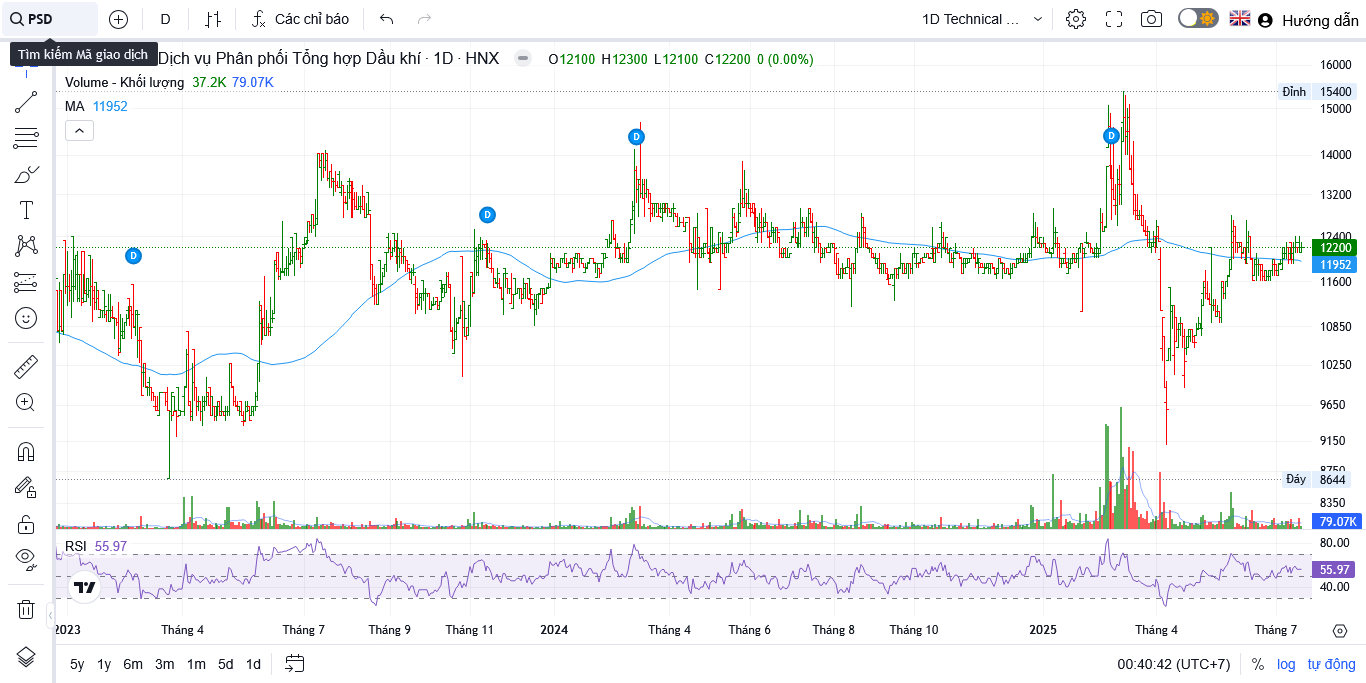 PSD
D
Các chỉ báo
1D Technical ...
Hướng dẫn
Tìm kiếm Mã giao dịch
Dịch vụ Phân phối Tổng hợp Dầu khí · 1D · HNX
O12100 H12300 L12100 C12200 0 (0.00%)
Volume - Khối lượng 37.2K 79.07K
MA 11952
16000
Đỉnh 15400
15000
14000
13200
12400
12200
11952
11600
10850
10250
9650
9150
8750
Đáy 8644
8350
79.07K
D
D
D
D
RSI 55.97
80.00
55.97
40.00
2023 Tháng 4 Tháng 7 Tháng 9 Tháng 11 2024 Tháng 4 Tháng 6 Tháng 8 Tháng 10 2025 Tháng 4 Tháng 7
5y 1y 6m 3m 1m 5d 1d
00:40:42 (UTC+7) % log tự động